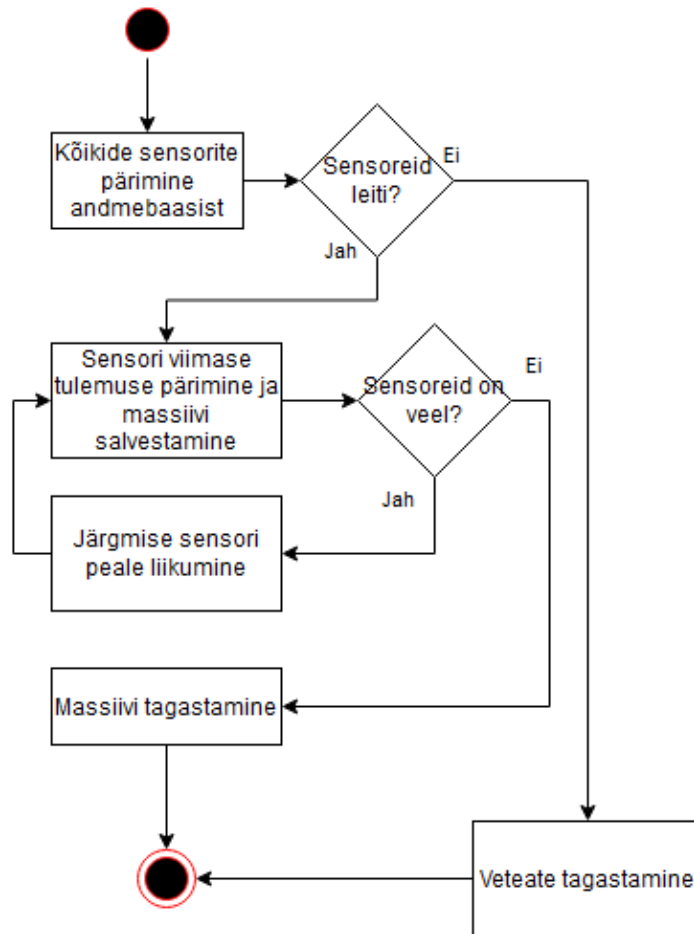 Kõikide sensorite
pärimine
andmebaasist
Sensoreid
leiti?
Ei
Jah
Sensori viimase
tulemuse pärimine ja
massiivi
salvestamine
Sensoreid on
veel?
Ei
Jah
Järgmise sensori
peale liikumine
Massiivi tagastamine
Veteate tagastamine